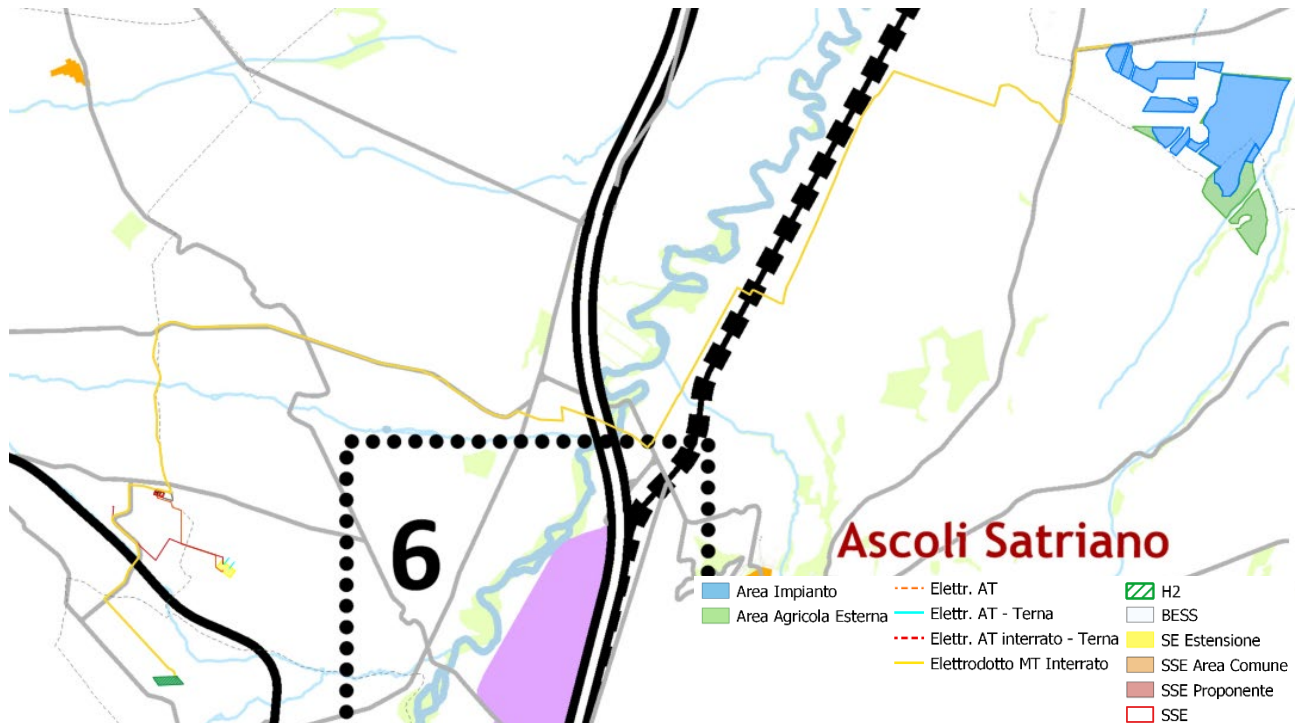 6
Ascoli Satriano
Area Impianto
Area Agricola Esterna
Elettr. AT
Elettr. AT - Terna
Elettr. AT interrato - Terna
Elettrodotto MT Interrato
H2
BESS
SE Estensione
SSE Area Comune
SSE Proponente
SSE